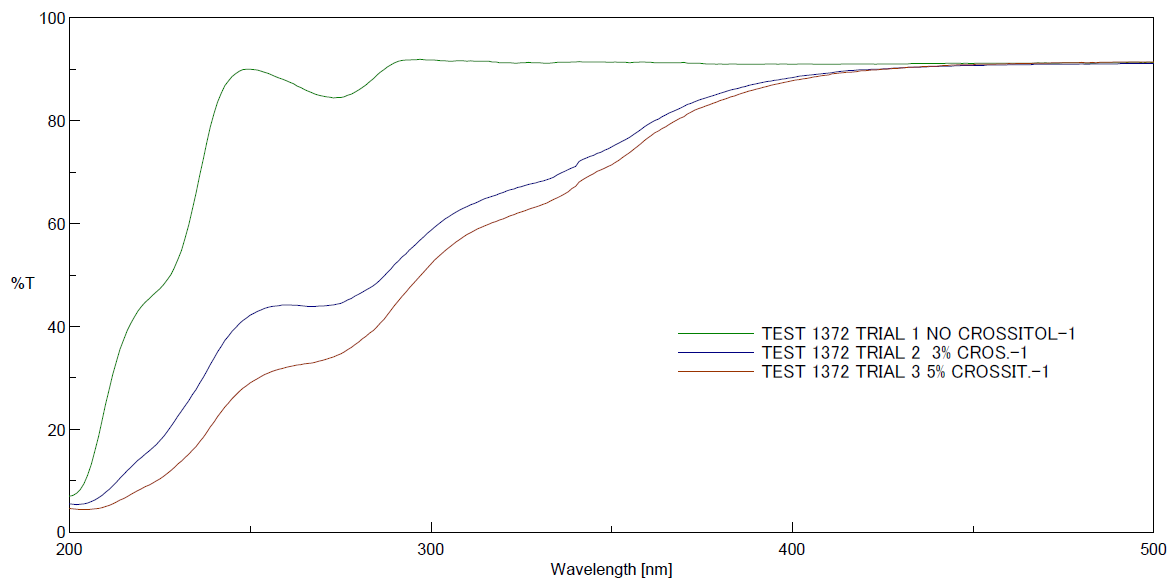 100
80
60
%T
40
20
0
TEST 1372 TRIAL 1 NO CROSSITOL-1
TEST 1372 TRIAL 2  3% CROS.-1
TEST 1372 TRIAL 3 5% CROSSIT.-1
200 300 400 500
Wavelength [nm]